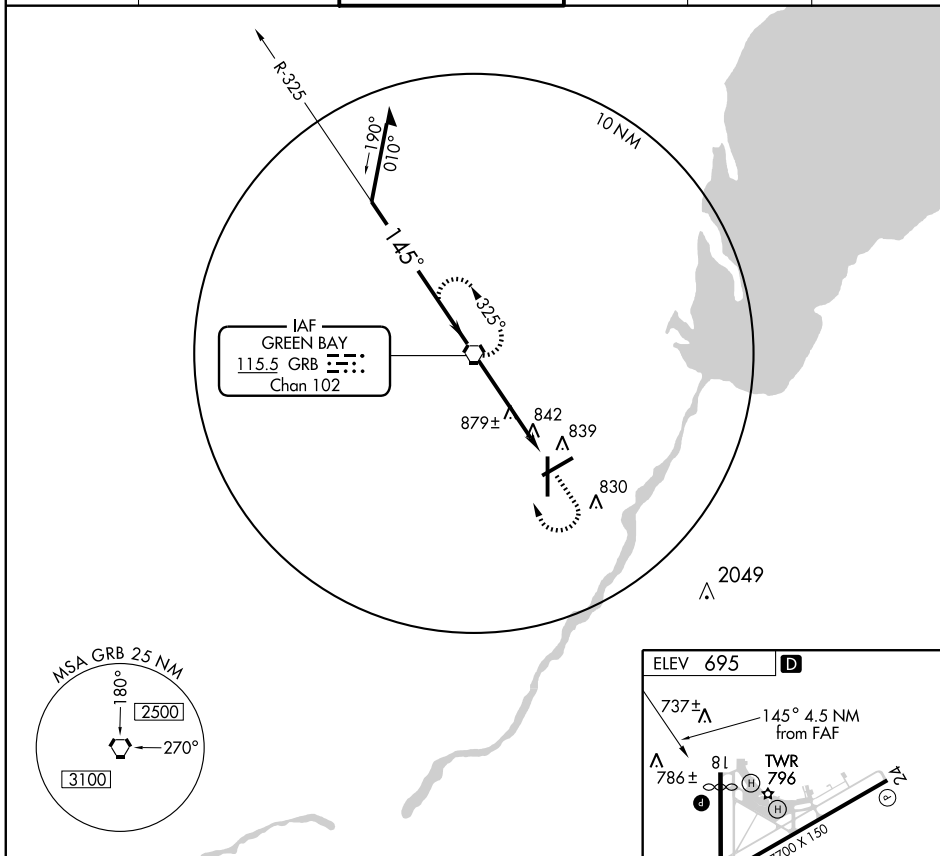 R-325
190°
010°
10 NM
145°
325°
IAF
GREEN BAY
115.5 GRB
Chan 102
879±
842
839
830
2049
MSA GRB 25 NM
180°
2500
270°
3100
ELEV 695 D
737±
145° 4.5 NM
from FAF
786±
18
TWR
796
H
H
P
P
24
7700 X 150